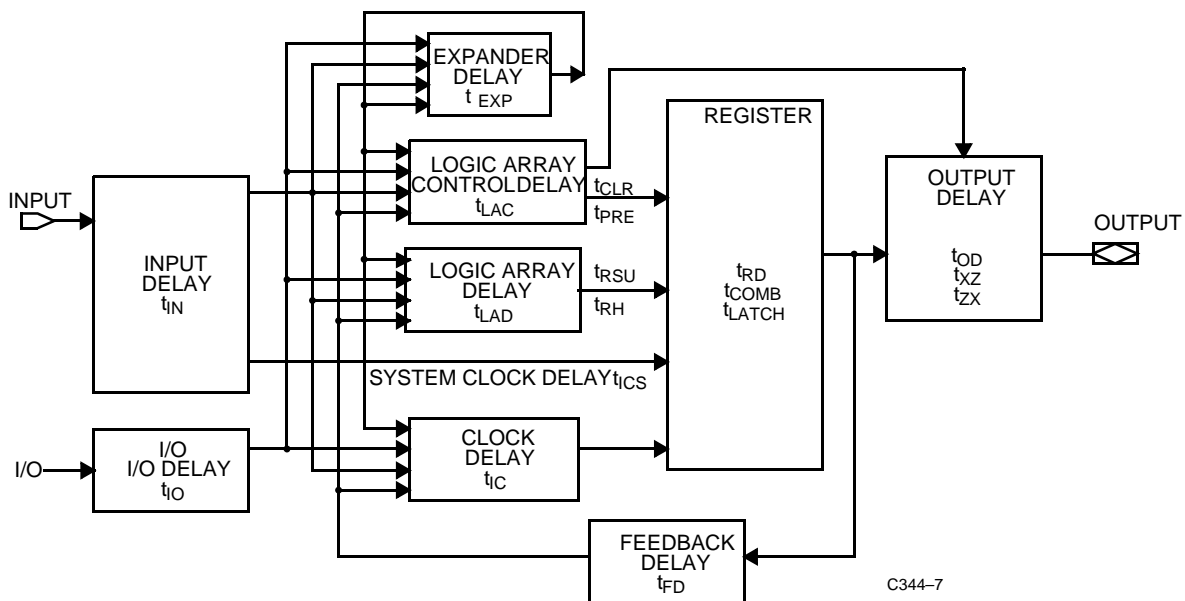 EXPANDER
DELAY
t EXP
REGISTER
LOGIC ARRAY
CONTROLDELAY
tLAC
tCLR
tPRE
OUTPUT
DELAY
tOD
tXZ
tZX
INPUT
OUTPUT
INPUT
DELAY
tIN
LOGIC ARRAY
DELAY
tLAD
tRSU
tRH
tRD
tCOMB
tLATCH
SYSTEM CLOCK DELAYtICS
I/O
I/O
I/O DELAY
tIO
CLOCK
DELAY
tIC
FEEDBACK
DELAY
tFD
C344–7